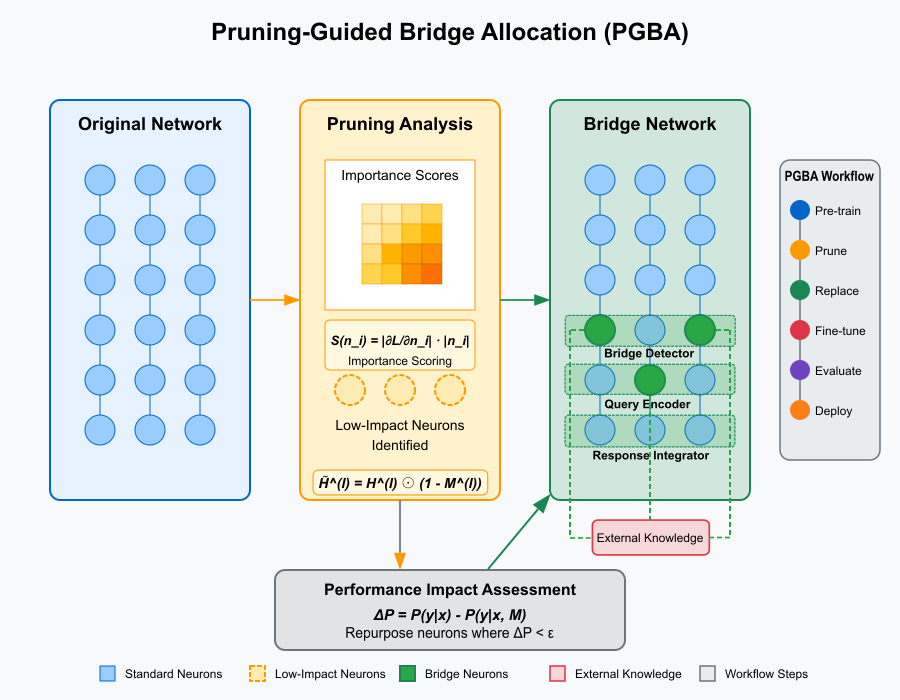 Pruning-Guided Bridge Allocation (PGBA)
Original Network
Pruning Analysis
Importance Scores
S(n_i) = |∂L/∂n_i| · |n_i|
Importance Scoring
Low-Impact Neurons
Identified
H̃^(l) = H^(l) ⊙ (1 - M^(l))
Bridge Network
Bridge Detector
Query Encoder
Response Integrator
External Knowledge
PGBA Workflow
Pre-train
Prune
Replace
Fine-tune
Evaluate
Deploy
Performance Impact Assessment
ΔP = P(y|x) - P(y|x, M)
Repurpose neurons where ΔP < ε
Standard Neurons
Low-Impact Neurons
Bridge Neurons
External Knowledge
Workflow Steps